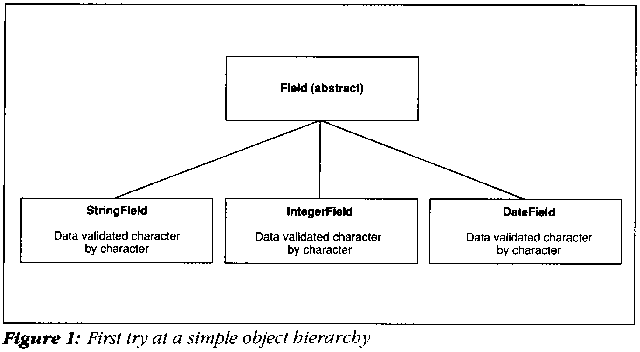 Field (abstract)
StringField
Data validated character
by character
IntegerField
Data validated character
by character
DateField
Data validated character
by character
Figure 1: First try at a simple object hierarchy